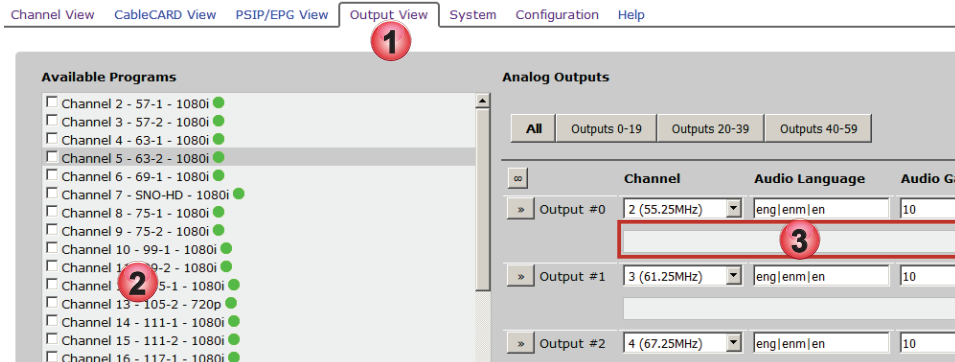 Channel View CableCARD View PSIP/EPG View Output View System Configuration Help
1
Available Programs
Channel 2 - 57-1 - 1080i
Channel 3 - 57-2 - 1080i
Channel 4 - 63-1 - 1080i
Channel 5 - 63-2 - 1080i
Channel 6 - 69-1 - 1080i
Channel 7 - SNO-HD - 1080i
Channel 8 - 75-1 - 1080i
Channel 9 - 75-2 - 1080i
Channel 10 - 99-1 - 1080i
Channel 9-2 - 1080i
Channel 5-1 - 1080i
Channel 13 - 105-2 - 720p
Channel 14 - 111-1 - 1080i
Channel 15 - 111-2 - 1080i
Channel 16 - 117-1 - 1080i
2
Analog Outputs
All Outputs 0-19 Outputs 20-39 Outputs 40-59
∞ Channel Audio Language Audio Ga
» Output #0 2 (55.25MHz) eng|enm|en 10
3
» Output #1 3 (61.25MHz) eng|enm|en 10
» Output #2 4 (67.25MHz) eng|enm|en 10